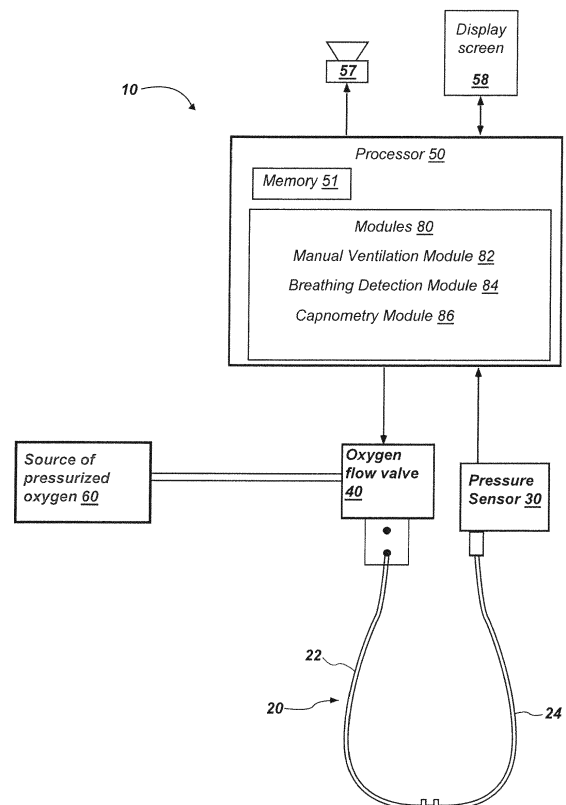 Display
screen
58
57
10
Processor 50
Memory 51
Modules 80
Manual Ventilation Module 82
Breathing Detection Module 84
Capnometry Module 86
Source of
pressurized
oxygen 60
Oxygen
flow valve
40
Pressure
Sensor 30
22
20
24